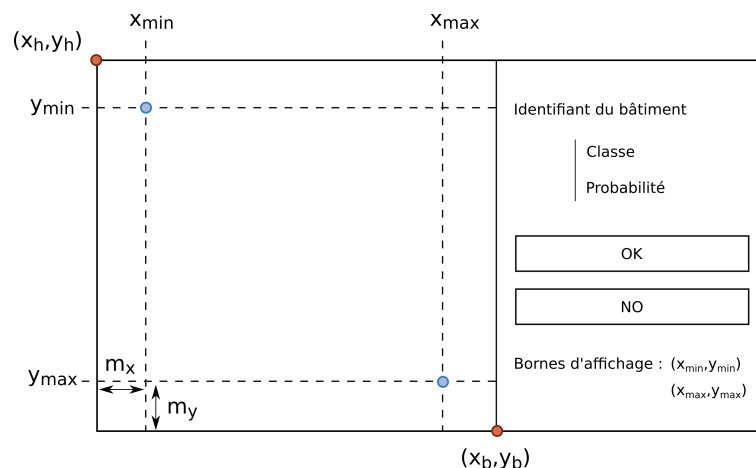 xmin
xmax
(xh,yh)
ymin
Identifiant du bâtiment
Classe
Probabilité
OK
NO
Bornes d'affichage : (xmin,ymin)
(xmax,ymax)
ymax
mx
my
(xb,yb)